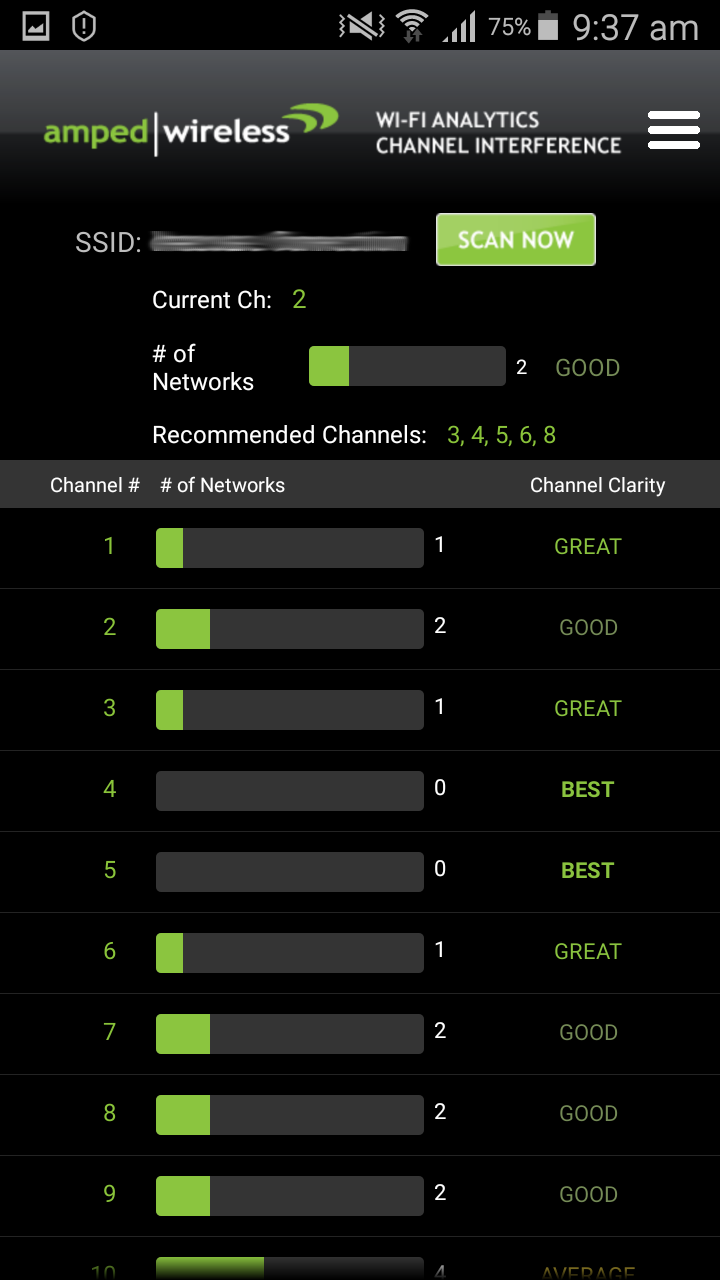 75% 9:37 am
amped|wireless
WI-FI ANALYTICS
CHANNEL INTERFERENCE
SSID:
SCAN NOW
Current Ch: 2
# of
Networks
2 GOOD
Recommended Channels: 3, 4, 5, 6, 8
Channel # # of Networks Channel Clarity
1 1 GREAT
2 2 GOOD
3 1 GREAT
4 0 BEST
5 0 BEST
6 1 GREAT
7 2 GOOD
8 2 GOOD
9 2 GOOD
10 4 AVERAGE